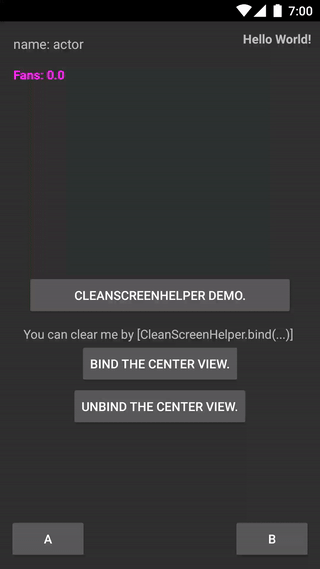 7:00
name: actor
Hello World!
Fans: 0.0
CLEANSCREENHELPER DEMO.
You can clear me by [CleanScreenHelper.bind(...)]
BIND THE CENTER VIEW.
UNBIND THE CENTER VIEW.
A
B